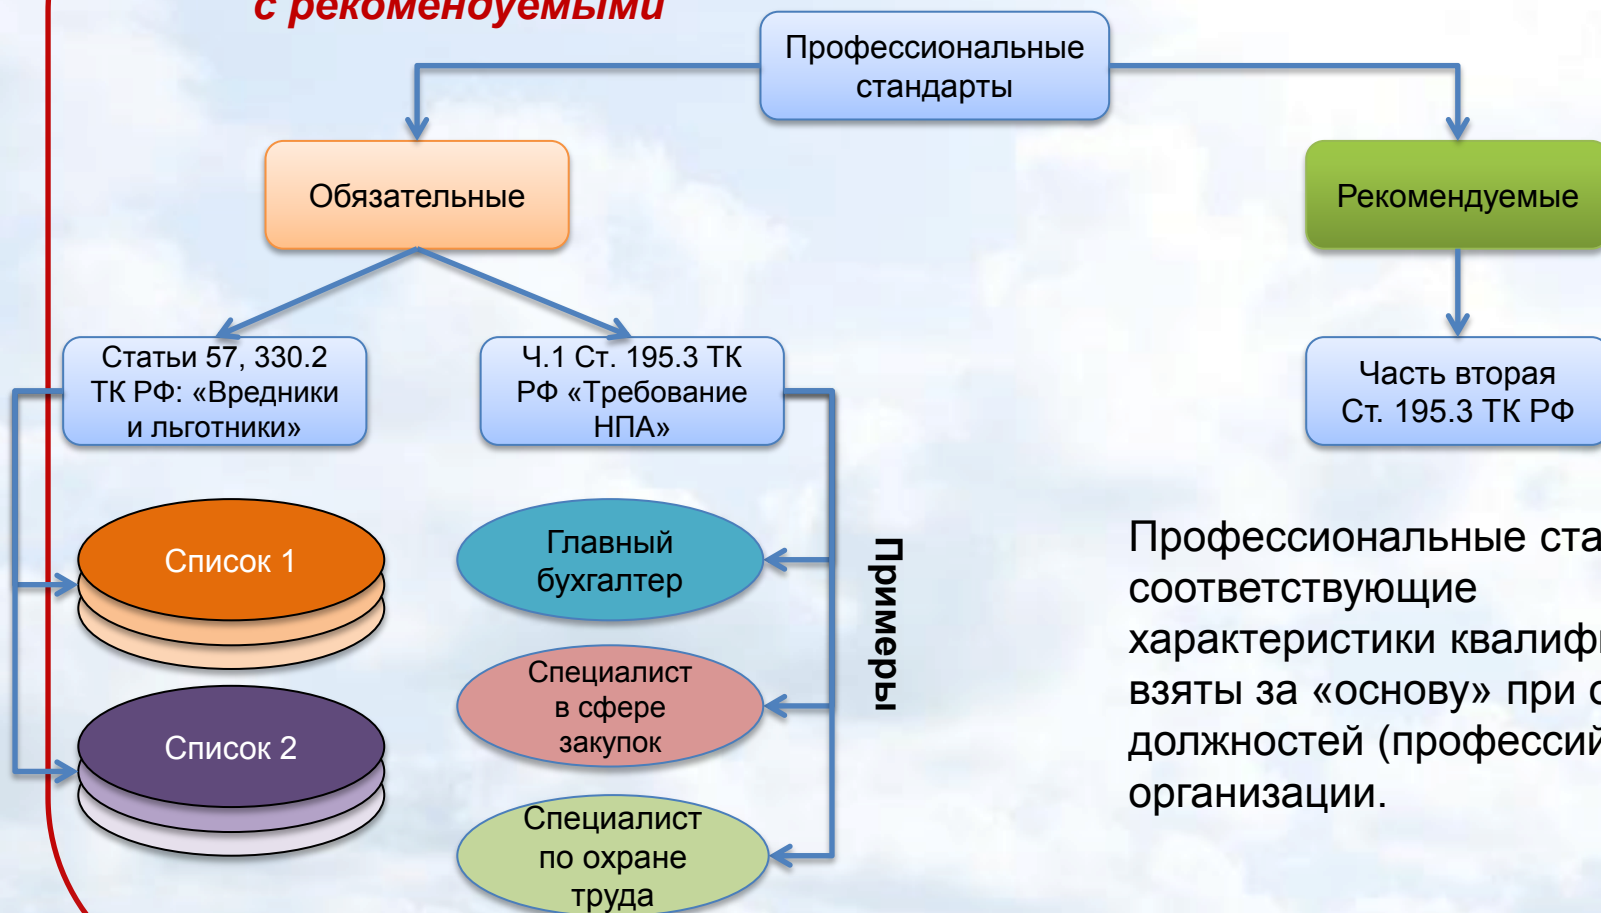 с рекомендуемыми
Профессиональные
стандарты
Обязательные
Рекомендуемые
Статьи 57, 330.2
ТК РФ: «Вредники
и льготники»
Ч.1 Ст. 195.3 ТК
РФ «Требование
НПА»
Часть вторая
Ст. 195.3 ТК РФ
Список 1
Список 2
Главный
бухгалтер
Специалист
в сфере
закупок
Специалист
по охране
труда
Примеры
Профессиональные
соответствующие
характеристики
взяты за «основу» при
должностей (профессий
организации.